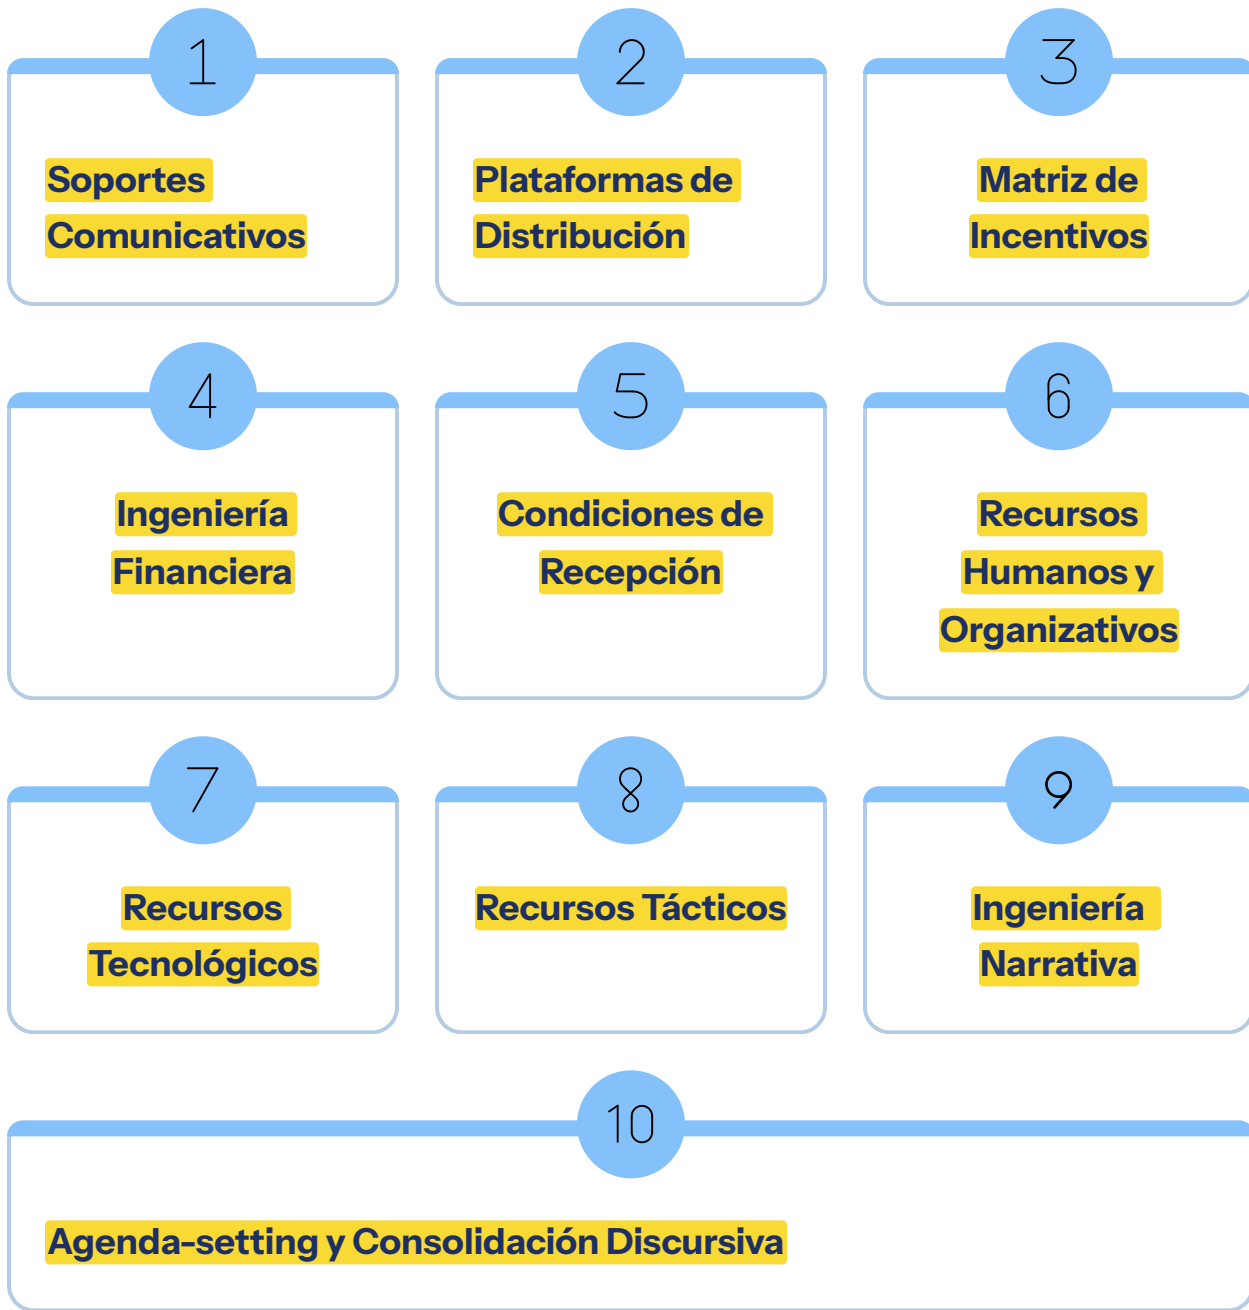 1
Soportes
Comunicativos
2
Plataformas de
Distribución
3
Matriz de
Incentivos
4
Ingeniería
Financiera
5
Condiciones de
Recepción
6
Recursos
Humanos y
Organizativos
7
Recursos
Tecnológicos
8
Recursos Tácticos
9
Ingeniería
Narrativa
10
Agenda-setting y Consolidación Discursiva